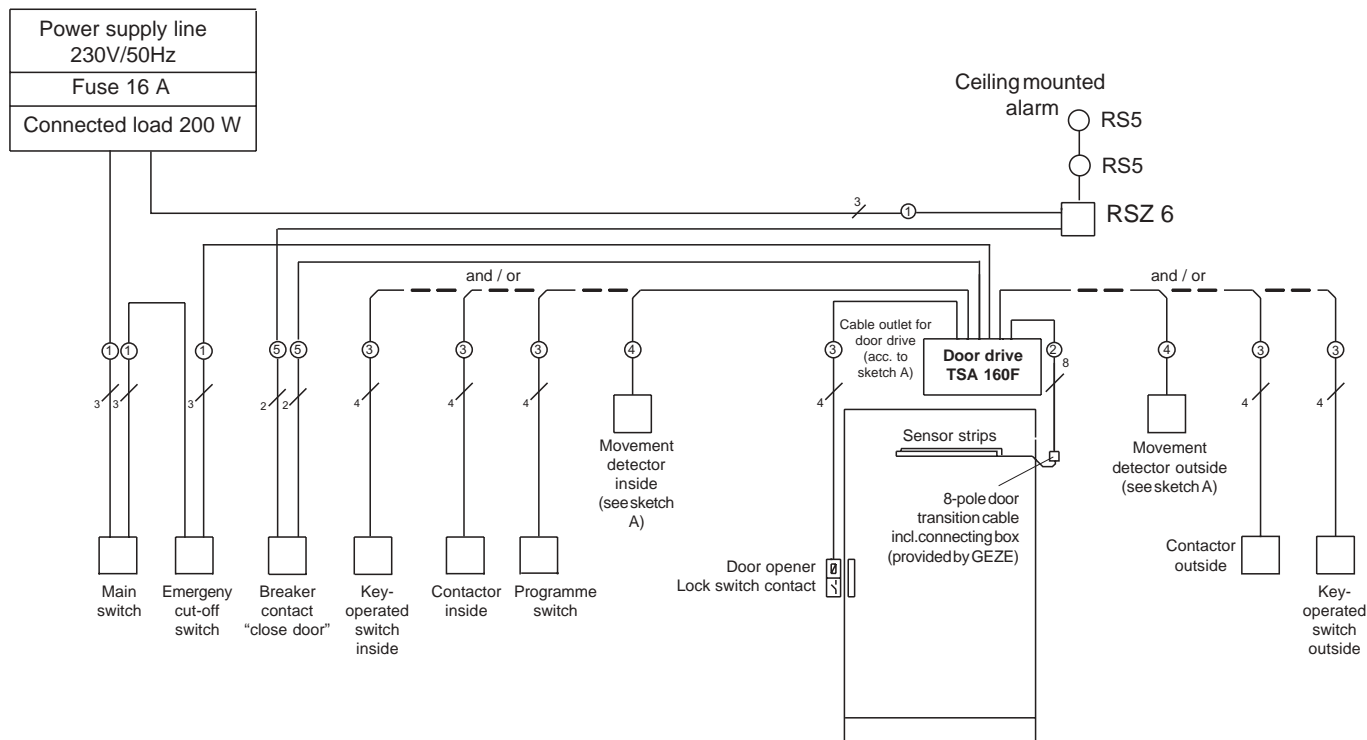 Power supply line
230V/50Hz
Fuse 16 A
Connected load 200 W
Ceiling mounted
alarm
RS5
RS5
RSZ 6
3
1
and / or
and / or
Cable outlet for
door drive
(acc. to
sketch A)
Door drive
TSA 160F
1
1
1
5
5
3
3
3
4
3
2
4
3
3
8
3
3
3
2
2
4
4
4
4
4
4
Movement
detector
inside
(see sketch
A)
Sensor strips
8-pole door
transition cable
incl.connecting box
(provided by GEZE)
Movement
detector outside
(see sketch A)
Door opener
Lock switch contact
Contactor
outside
Main
switch
Emergeny
cut-off
switch
Breaker
contact
“close door”
Key-
operated
switch
inside
Contactor
inside
Programme
switch
Key-
operated
switch
outside